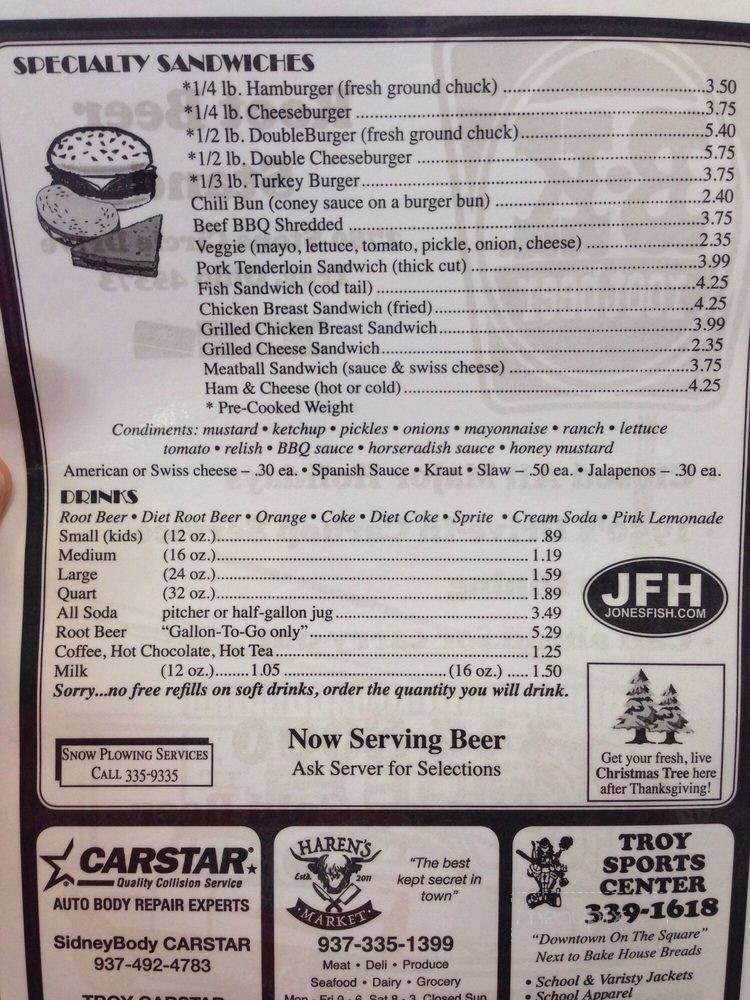 SPECIALTY SANDWICHES
*1/4 lb. Hamburger (fresh ground chuck) ..... 3.50
*1/4 lb. Cheeseburger ..... 3.75
*1/2 lb. DoubleBurger (fresh ground chuck) ..... 5.40
*1/2 lb. Double Cheeseburger ..... 5.75
*1/3 lb. Turkey Burger ..... 3.75
Chili Bun (coney sauce on a burger bun) ..... 2.40
Beef BBQ Shredded ..... 3.75
Veggie (mayo, lettuce, tomato, pickle, onion, cheese) ..... 2.35
Pork Tenderloin Sandwich (thick cut) ..... 3.99
Fish Sandwich (cod tail) ..... 4.25
Chicken Breast Sandwich (fried) ..... 4.25
Grilled Chicken Breast Sandwich ..... 3.99
Grilled Cheese Sandwich ..... 2.35
Meatball Sandwich (sauce & swiss cheese) ..... 3.75
Ham & Cheese (hot or cold) ..... 4.25
* Pre-Cooked Weight
Condiments: mustard • ketchup • pickles • onions • mayonnaise • ranch • lettuce
tomato • relish • BBQ sauce • horseradish sauce • honey mustard
American or Swiss cheese – .30 ea. • Spanish Sauce • Kraut • Slaw – .50 ea. • Jalapenos – .30 ea.
DRINKS
Root Beer • Diet Root Beer • Orange • Coke • Diet Coke • Sprite • Cream Soda • Pink Lemonade
Small (kids) (12 oz.) ..... .89
Medium (16 oz.) ..... 1.19
Large (24 oz.) ..... 1.59
Quart (32 oz.) ..... 1.89
All Soda pitcher or half-gallon jug ..... 3.49
Root Beer “Gallon-To-Go only” ..... 5.29
Coffee, Hot Chocolate, Hot Tea ..... 1.25
Milk (12 oz.) ..... 1.05 ..... (16 oz.) ..... 1.50
Sorry...no free refills on soft drinks, order the quantity you will drink.
JFH
JONESFISH.COM
Now Serving Beer
Ask Server for Selections
SNOW PLOWING SERVICES
CALL 335-9335
Get your fresh, live
Christmas Tree here
after Thanksgiving!
CARSTAR
Quality Collision Service
AUTO BODY REPAIR EXPERTS
SidneyBody CARSTAR
937-492-4783
TROY CARSTAR
HAREN'S
Estd. 2011
MARKET
"The best
kept secret in
town"
937-335-1399
Meat • Deli • Produce
Seafood • Dairy • Grocery
Mon - Fri 9 - 6, Sat 8 - 3, Closed Sun
TROY
SPORTS
CENTER
339-1618
"Downtown On The Square"
Next to Bake House Breads
• School & Varisty Jackets
• School Apparel